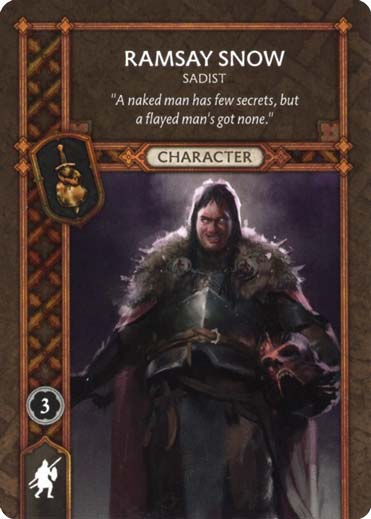 RAMSAY SNOW
SADIST
"A naked man has few secrets, but
a flayed man's got none."
CHARACTER
3